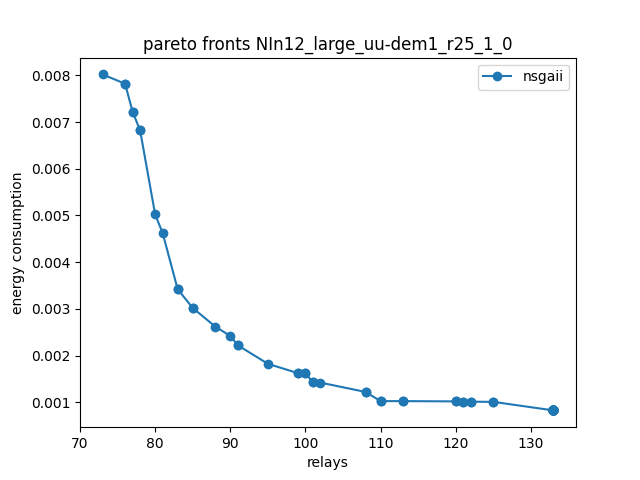 pareto fronts NIn12_large_uu-dem1_r25_1_0
nsgaii
energy consumption
0.008
0.007
0.006
0.005
0.004
0.003
0.002
0.001
70 80 90 100 110 120 130
relays